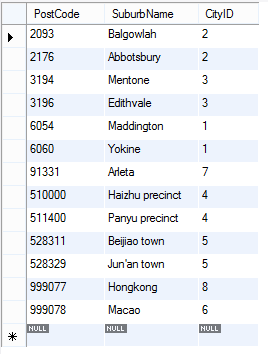 PostCode SuburbName CityID
2093 Balgowlah 2
2176 Abbotsbury 2
3194 Mentone 3
3196 Edithvale 3
6054 Maddington 1
6060 Yokine 1
91331 Arleta 7
510000 Haizhu precinct 4
511400 Panyu precinct 4
528311 Beijiao town 5
528329 Jun'an town 5
999077 Hongkong 8
999078 Macao 6
NULL NULL NULL